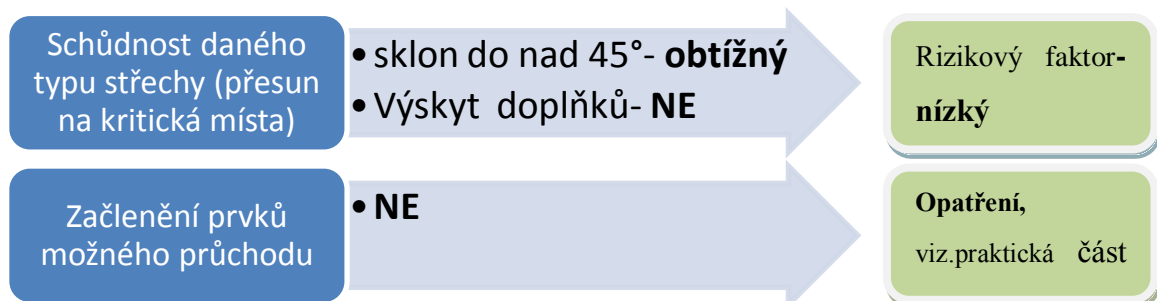 Schůdnost daného
typu střechy (přesun
na kritická místa)
• sklon do nad 45°- obtížný
• Výskyt doplňků- NE
Rizikový faktor-
nízký
Začlenění prvků
možného průchodu
• NE
Opatření,
viz.praktická část